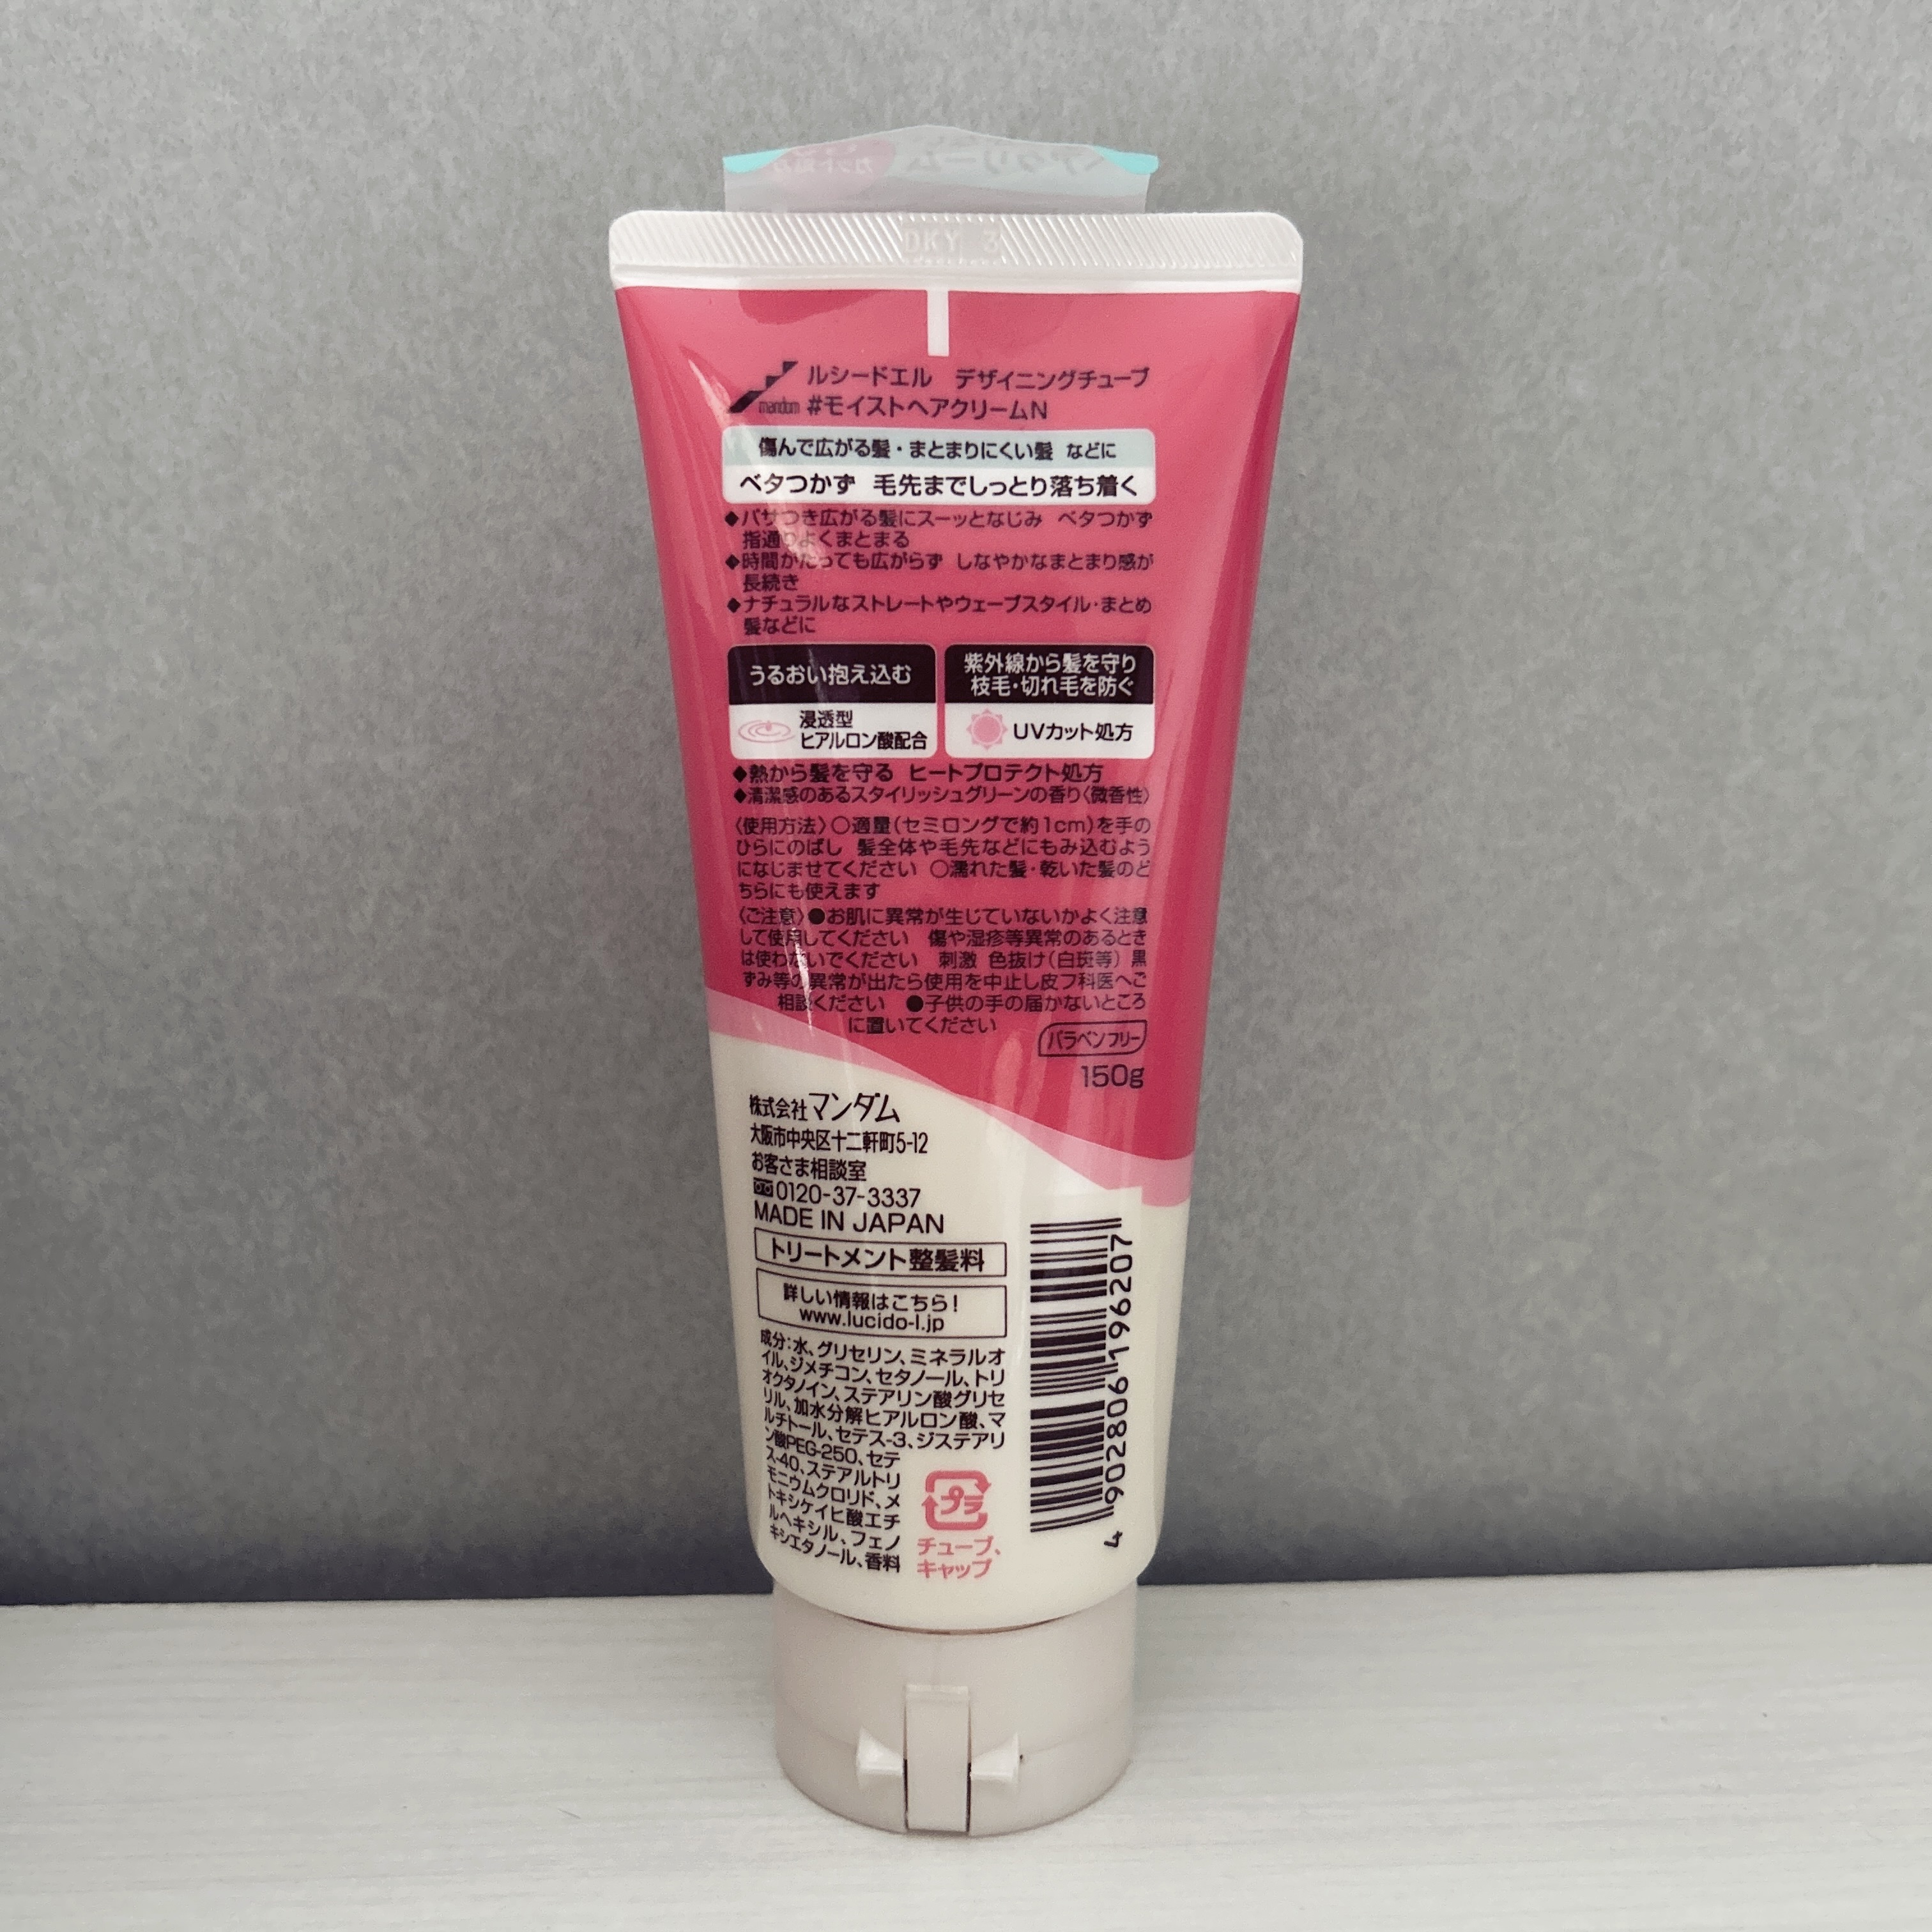 カット処方
ヘアクリーム
DKY 3
ルシードエル デザイニングチューブ
mandom #モイストヘアクリームN
傷んで広がる髪・まとまりにくい髪 などに
ベタつかず 毛先までしっとり落ち着く
◆パサつき広がる髪にスーッとなじみ ベタつかず
指通りよくまとまる
◆時間がたっても広がらず しなやかなまとまり感が
長続き
◆ナチュラルなストレートやウェーブスタイル・まとめ
髪などに
うるおい抱え込む
浸透型
ヒアルロン酸配合
紫外線から髪を守り
枝毛・切れ毛を防ぐ
UVカット処方
◆熱から髪を守る ヒートプロテクト処方
◆清潔感のあるスタイリッシュグリーンの香り〈微香性〉
〈使用方法〉○適量(セミロングで約1cm)を手の
ひらにのばし 髪全体や毛先などにもみ込むよう
になじませてください ○濡れた髪・乾いた髪のど
ちらにも使えます
〈ご注意〉●お肌に異常が生じていないかよく注意
して使用してください 傷や湿疹等異常のあるとき
は使わないでください 刺激 色抜け(白斑等) 黒
ずみ等の異常が出たら使用を中止し皮フ科医へご
相談ください ●子供の手の届かないところ
に置いてください
パラベンフリー
150g
株式会社マンダム
大阪市中央区十二軒町5-12
お客さま相談室
0120-37-3337
MADE IN JAPAN
トリートメント整髪料
詳しい情報はこちら!
www.lucido-l.jp
成分:水、グリセリン、ミネラルオ
イル、ジメチコン、セタノール、トリ
オクタノイン、ステアリン酸グリセ
リル、加水分解ヒアルロン酸、マ
ルチトール、セテス-3、ジステアリ
ン酸PEG-250、セテ
ス-40、ステアルトリ
モニウムクロリド、メ
トキシケイヒ酸エチ
ルヘキシル、フェノ
キシエタノール、香料
プラ
チューブ、
キャップ
4 902806 196207